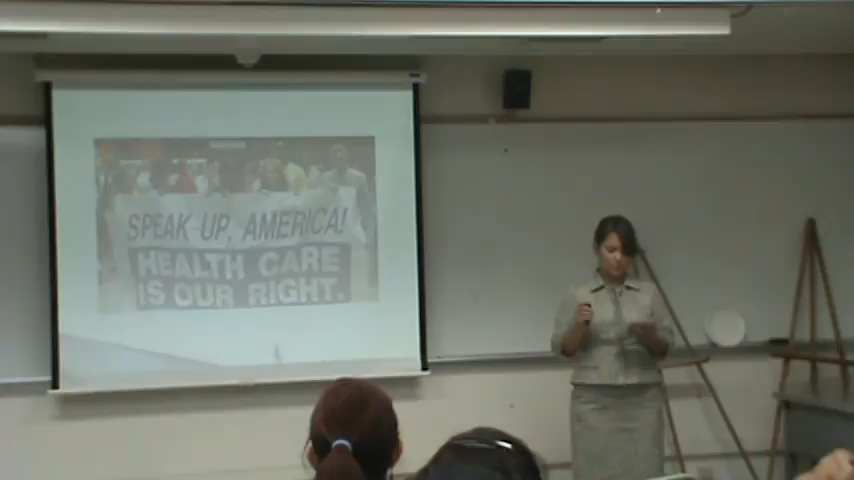 SPEAK UP, AMERICA!
HEALTH CARE
IS OUR RIGHT.